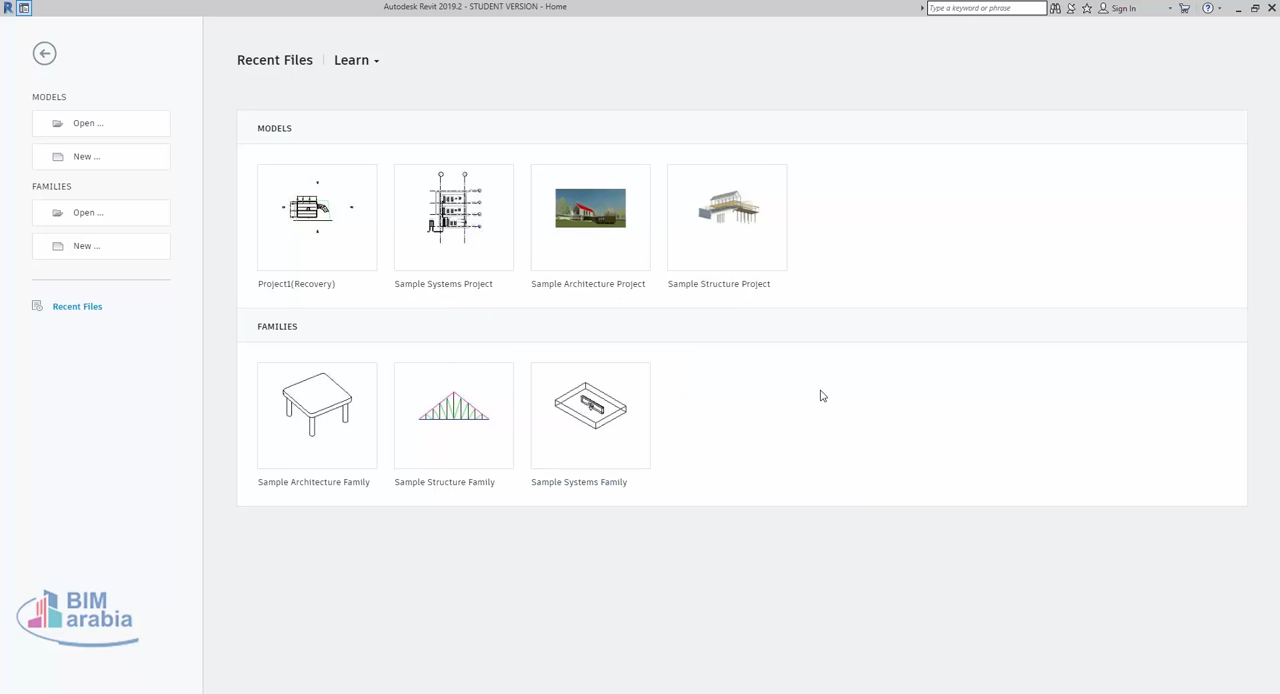 Autodesk Revit 2019.2 - STUDENT VERSION - Home
Type a keyword or phrase
Sign In
Recent Files
Learn
MODELS
Open ...
New ...
FAMILIES
Open ...
New ...
Recent Files
MODELS
Project1(Recovery)
Sample Systems Project
Sample Architecture Project
Sample Structure Project
FAMILIES
Sample Architecture Family
Sample Structure Family
Sample Systems Family
BIM
arabia